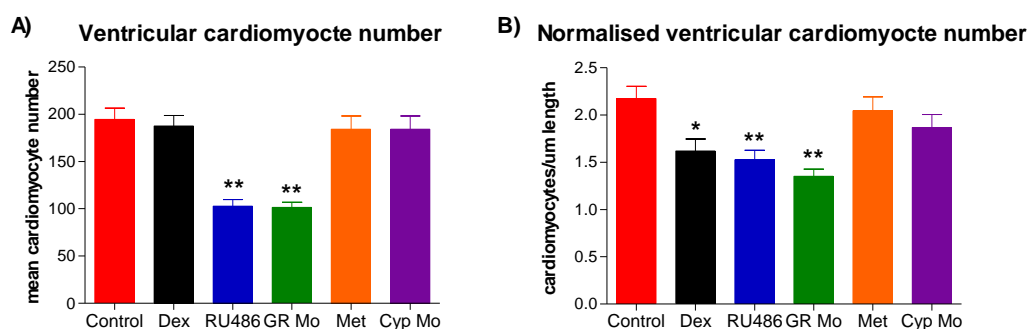 A) Ventricular cardiomyocte number
mean cardiomyocyte number
250
200
150
100
50
0
**
**
Control Dex RU486 GR Mo Met Cyp Mo
B) Normalised ventricular cardiomyocte number
cardiomyocytes/um length
2.5
2.0
1.5
1.0
0.5
0.0
*
**
**
Control Dex RU486 GR Mo Met Cyp Mo